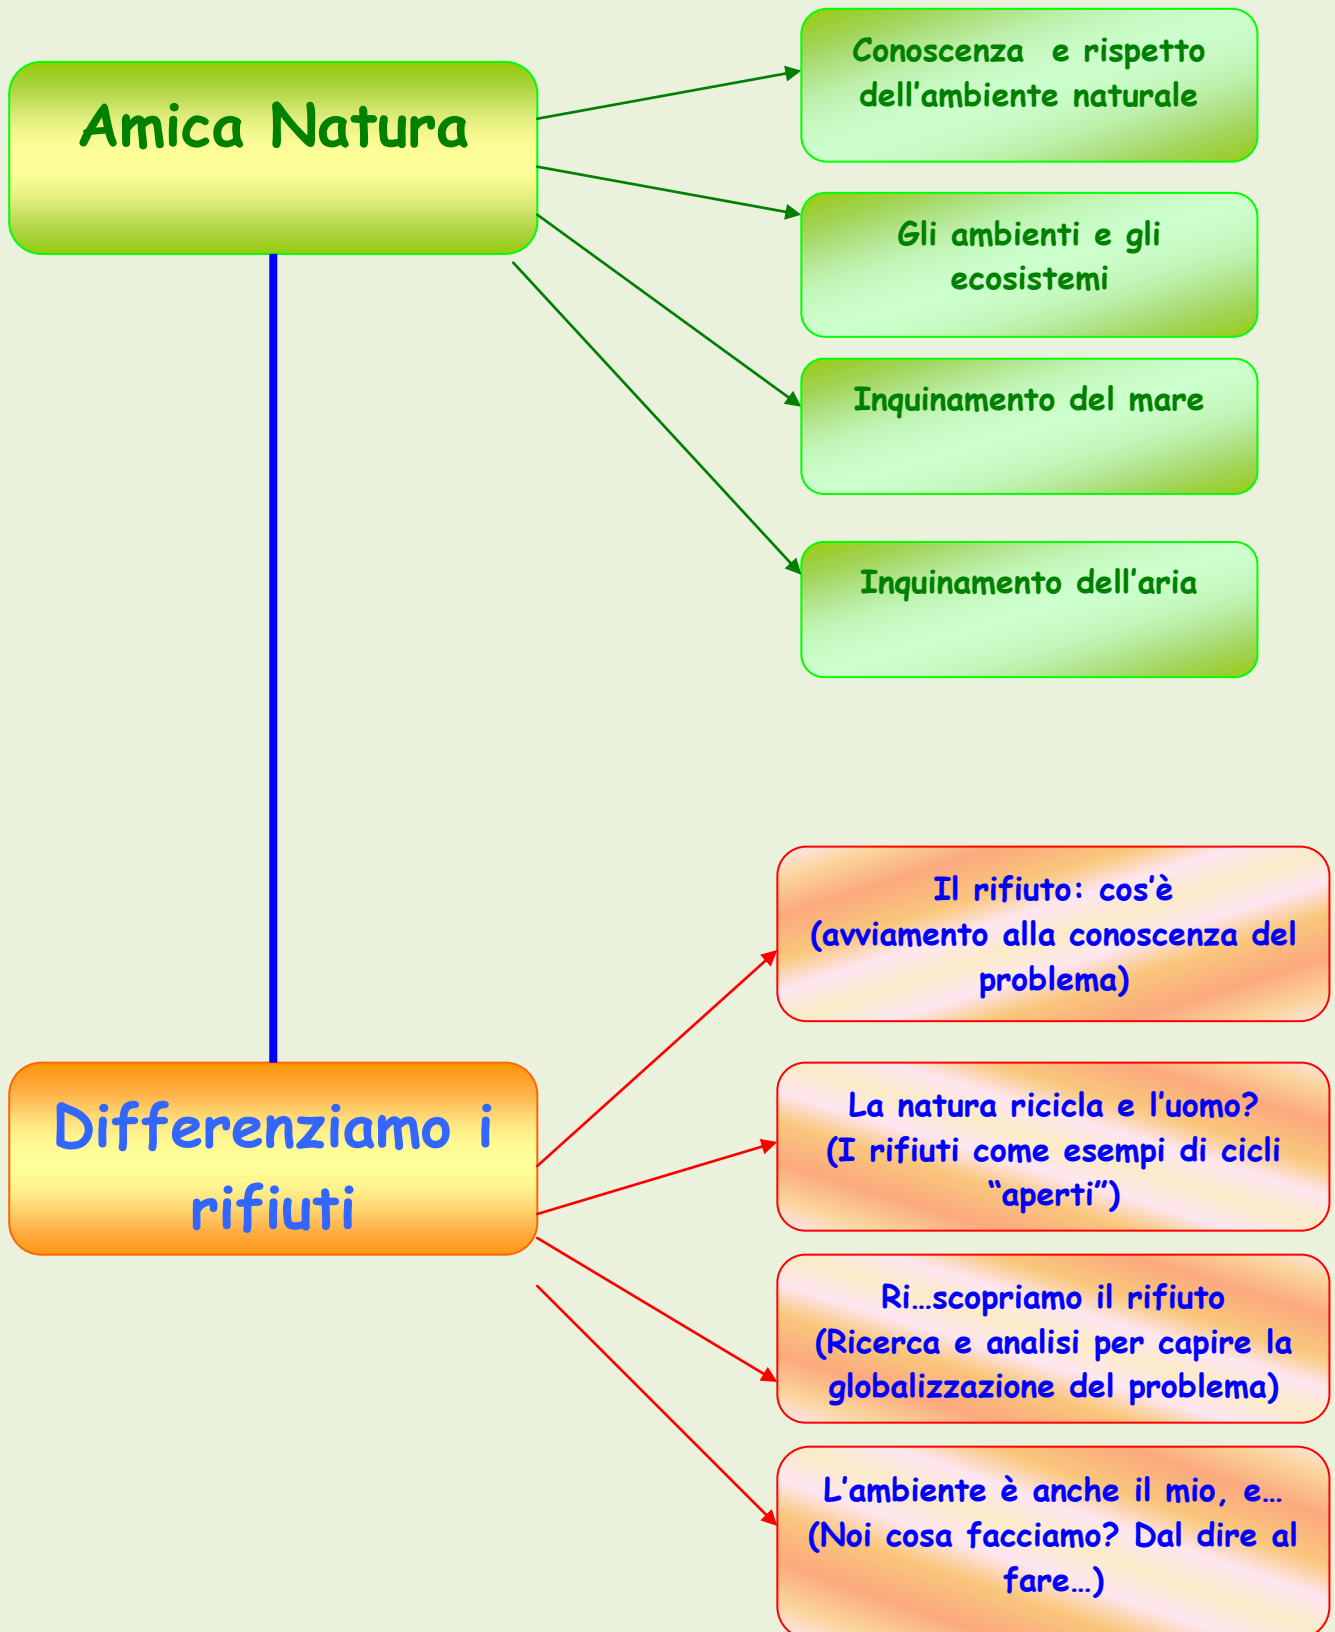 Amica Natura
Conoscenza e rispetto
dell'ambiente naturale
Gli ambienti e gli
ecosistemi
Inquinamento del mare
Inquinamento dell'aria
Differenziamo i
rifiuti
Il rifiuto: cos'è
(avviamento alla conoscenza del
problema)
La natura ricicla e l'uomo?
(I rifiuti come esempi di cicli
“aperti”)
Ri…scopriamo il rifiuto
(Ricerca e analisi per capire la
globalizzazione del problema)
L'ambiente è anche il mio, e…
(Noi cosa facciamo? Dal dire al
fare…)